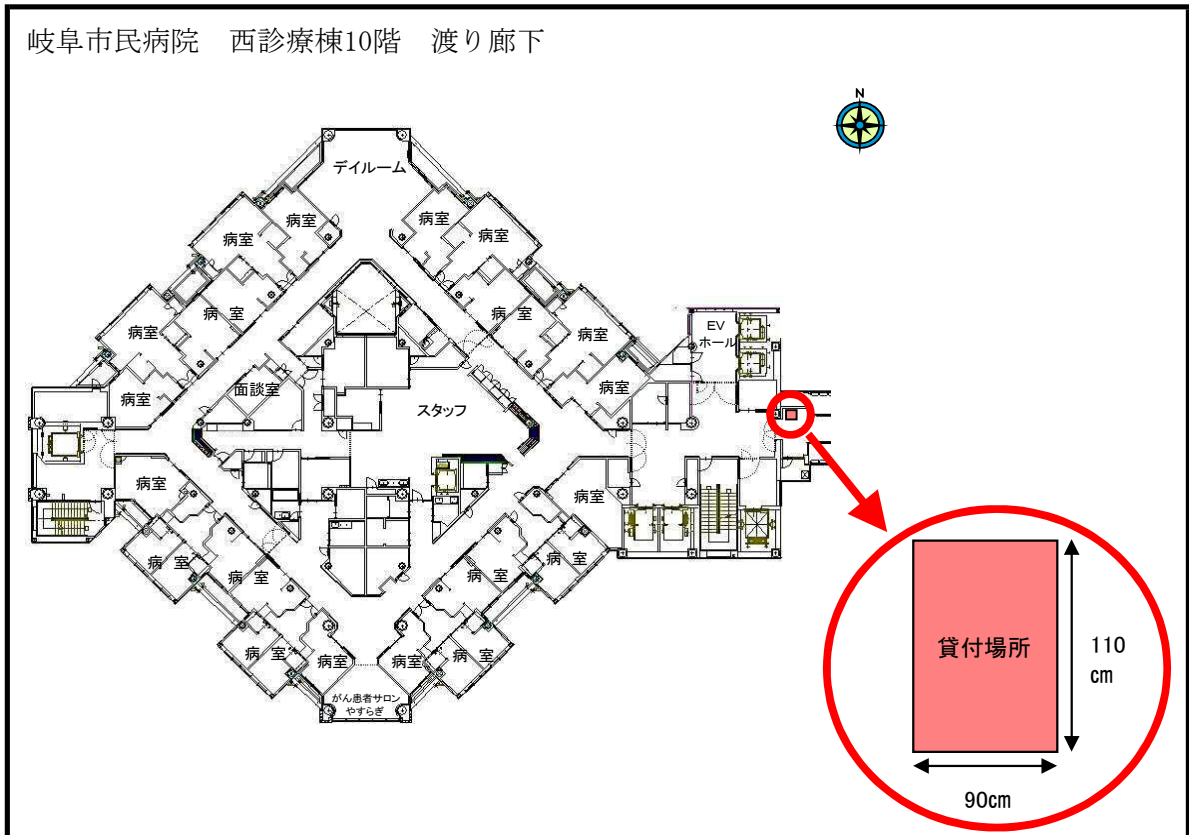 岐阜市民病院　西診療棟10階　渡り廊下
N
デイルーム
病室
病室
病室
病室
病室
病室
病室
病室
EV
ホール
病室
病室
病室
面談室
スタッフ
病室
病室
病室
病室
病室
病室
病室
病室
病室
病室
がん患者サロン
やすらぎ
貸付場所
110
cm
90cm